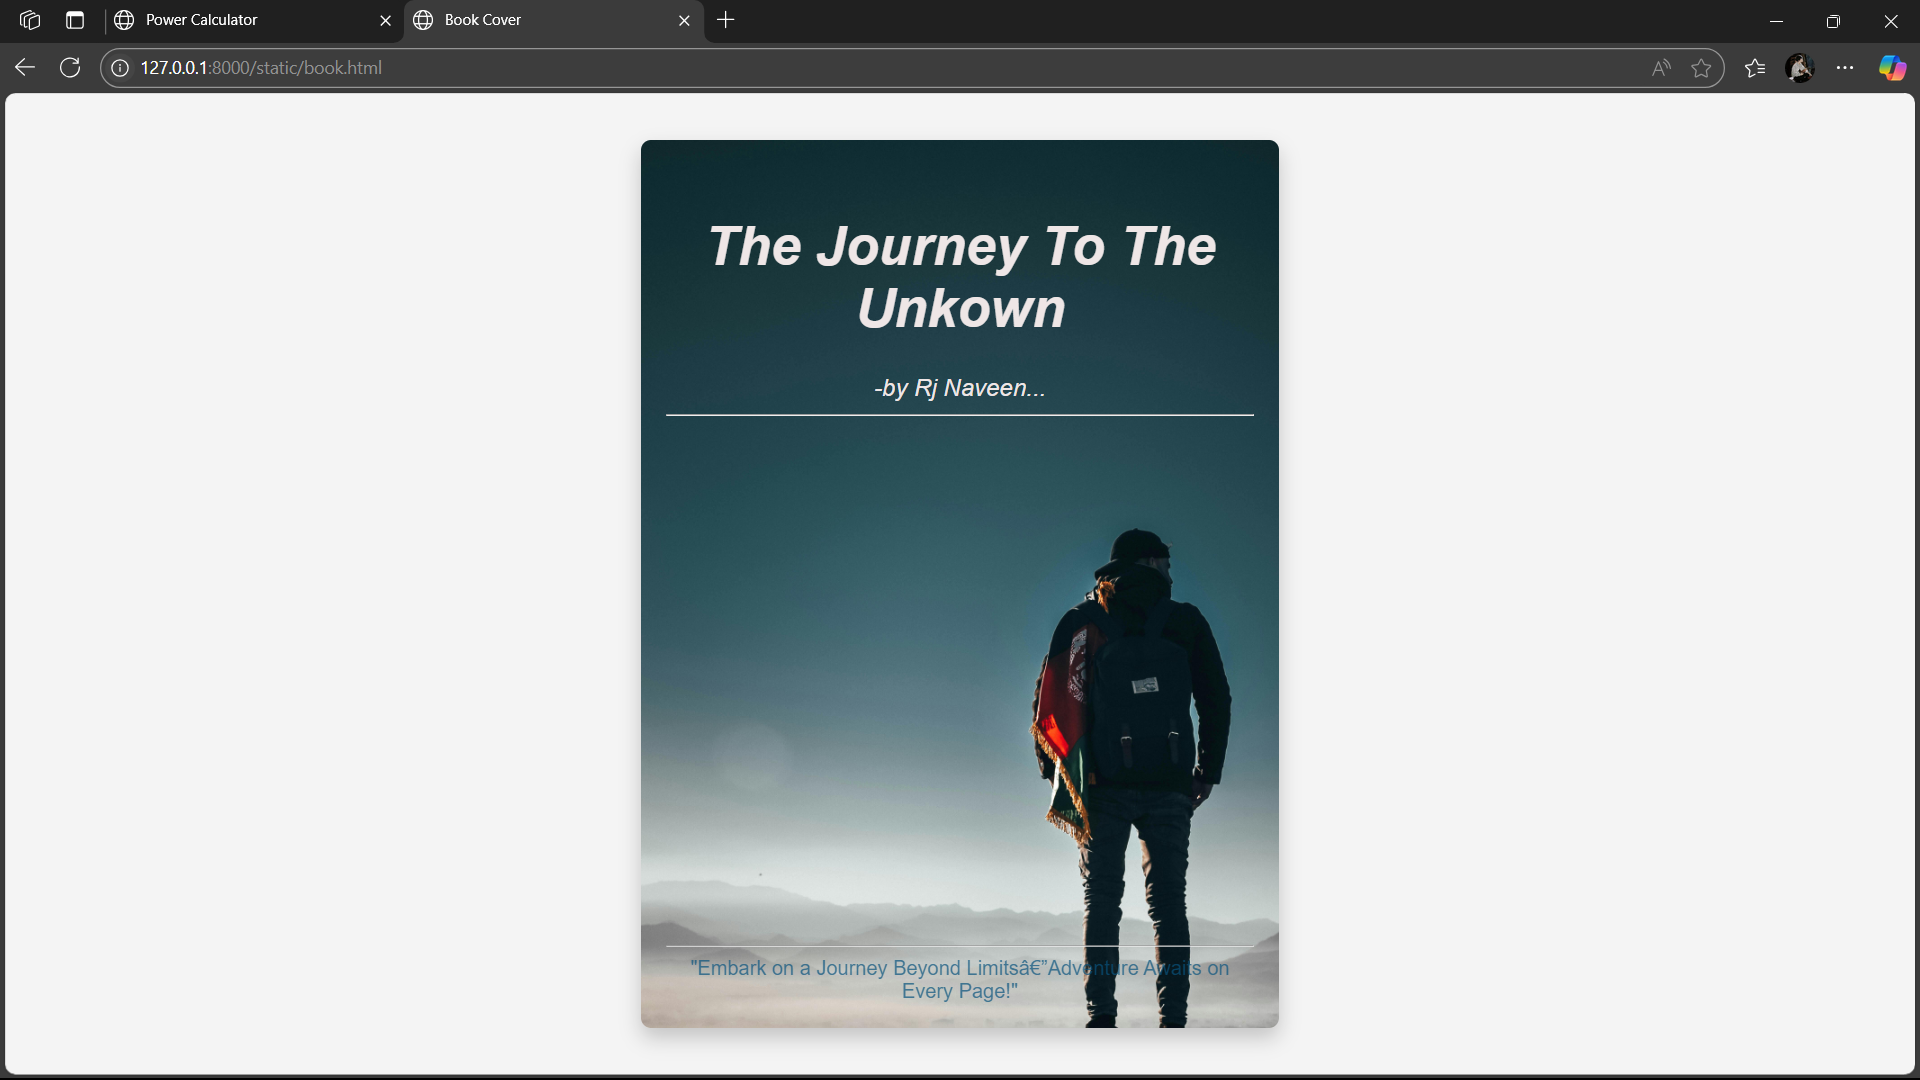 Power Calculator
Book Cover
127.0.0.1:8000/static/book.html
The Journey To The
Unkown
-by Rj Naveen...
"Embark on a Journey Beyond Limitsâ€”Adventure Awaits on
Every Page!"